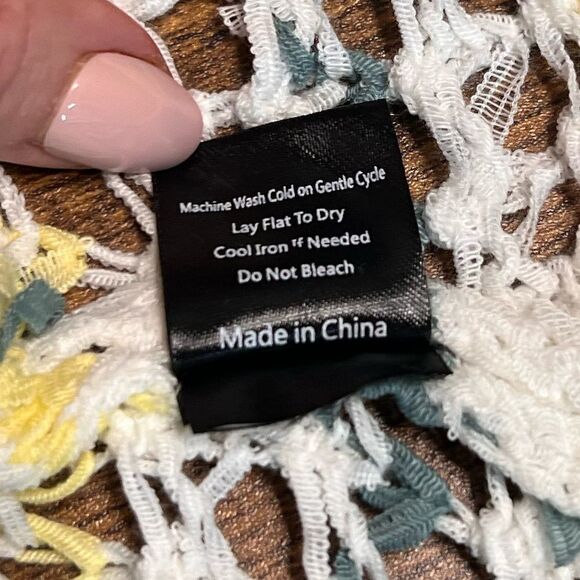 Machine Wash Cold on Gentle Cycle
Lay Flat To Dry
Cool Iron If Needed
Do Not Bleach
Made in China